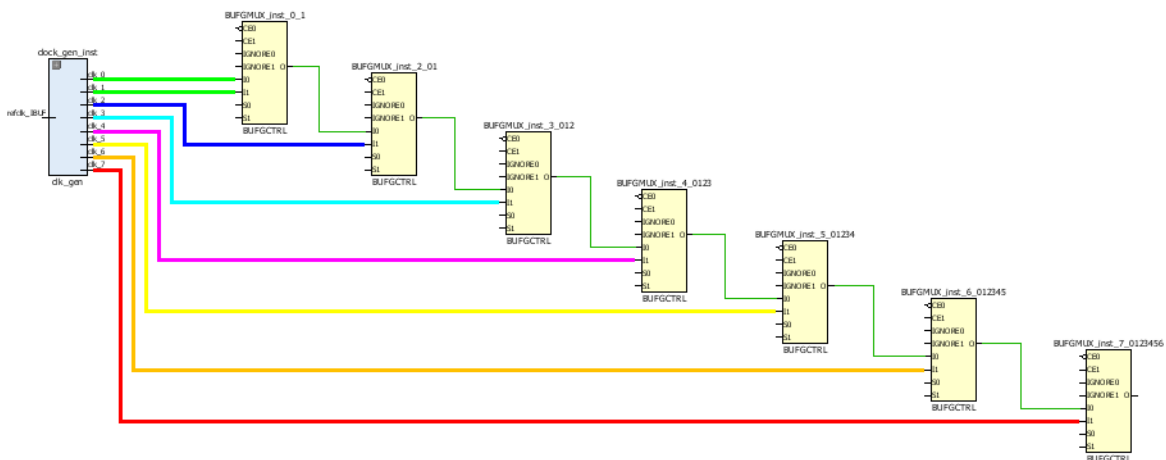 BUFGMUX_inst_0_1
CE0
CE1
IGNORE0
IGNORE1 O
I0
I1
S0
S1
BUFGCTRL
clock_gen_inst
refclk_IBUF
clk_0
clk_1
clk_2
clk_3
clk_4
clk_5
clk_6
clk_7
clk_gen
BUFGMUX_inst_2_01
CE0
CE1
IGNORE0
IGNORE1 O
I0
I1
S0
S1
BUFGCTRL
BUFGMUX_inst_3_012
CE0
CE1
IGNORE0
IGNORE1 O
I0
I1
S0
S1
BUFGCTRL
BUFGMUX_inst_4_0123
CE0
CE1
IGNORE0
IGNORE1 O
I0
I1
S0
S1
BUFGCTRL
BUFGMUX_inst_5_01234
CE0
CE1
IGNORE0
IGNORE1 O
I0
I1
S0
S1
BUFGCTRL
BUFGMUX_inst_6_012345
CE0
CE1
IGNORE0
IGNORE1 O
I0
I1
S0
S1
BUFGCTRL
BUFGMUX_inst_7_0123456
CE0
CE1
IGNORE0
IGNORE1 O
I0
I1
S0
S1
BUFGCTRL